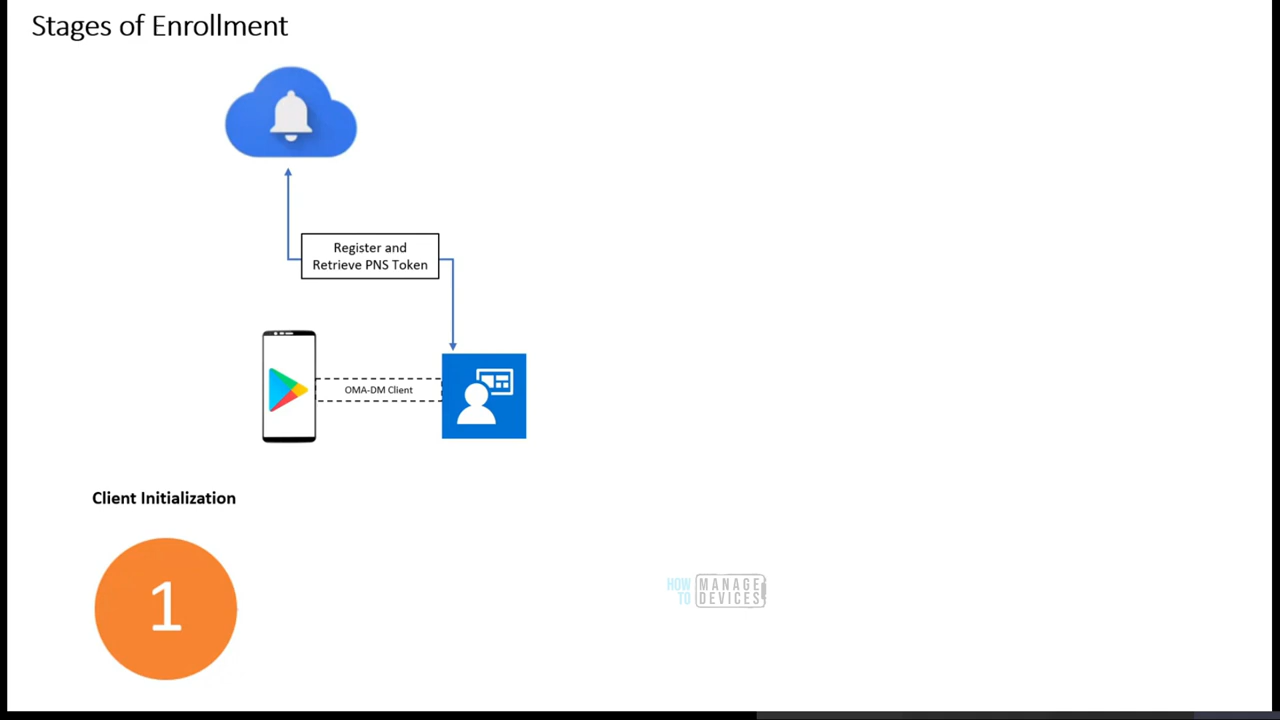 Stages of Enrollment
Register and
Retrieve PNS Token
OMA-DM Client
Client Initialization
1
HOW MANAGE
TO DEVICES